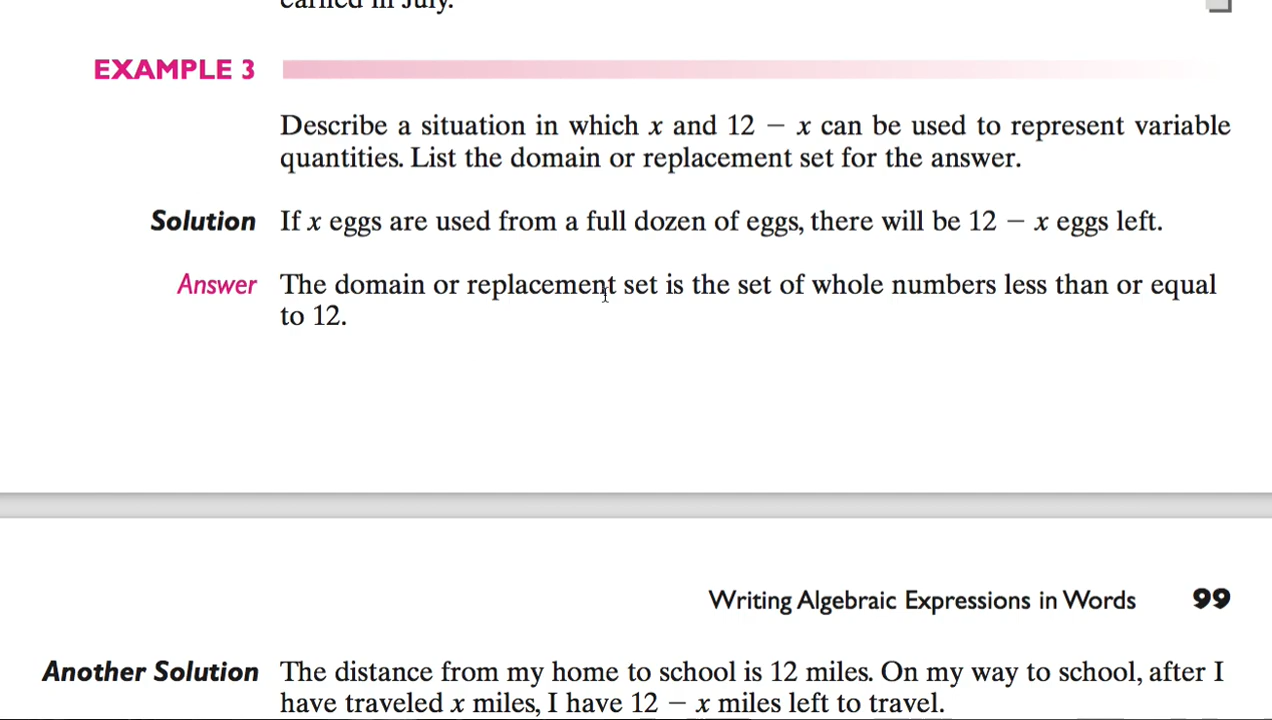 earned in July.
EXAMPLE 3
Describe a situation in which x and 12 − x can be used to represent variable
quantities. List the domain or replacement set for the answer.
Solution If x eggs are used from a full dozen of eggs, there will be 12 − x eggs left.
Answer The domain or replacement set is the set of whole numbers less than or equal
to 12.
Writing Algebraic Expressions in Words 99
Another Solution The distance from my home to school is 12 miles. On my way to school, after I
have traveled x miles, I have 12 − x miles left to travel.